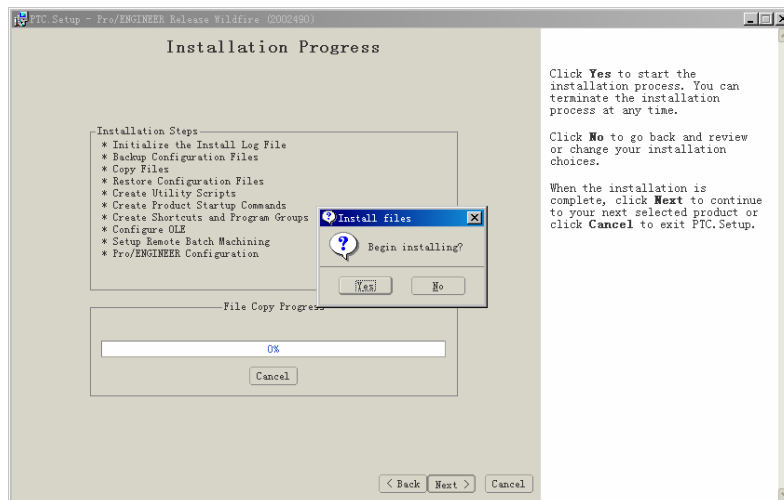 PTC.Setup - Pro/ENGINEER Release Wildfire (2002490)
Installation Progress
Installation Steps
* Initialize the Install Log File
* Backup Configuration Files
* Copy Files
* Restore Configuration Files
* Create Utility Scripts
* Create Product Startup Commands
* Create Shortcuts and Program Groups
* Configure OLE
* Setup Remote Batch Machining
* Pro/ENGINEER Configuration
Install files
Begin installing?
Yes
No
File Copy Progress
0%
Cancel
< Back
Next >
Cancel
Click Yes to start the
installation process. You can
terminate the installation
process at any time.
Click No to go back and review
or change your installation
choices.
When the installation is
complete, click Next to continue
to your next selected product or
click Cancel to exit PTC.Setup.